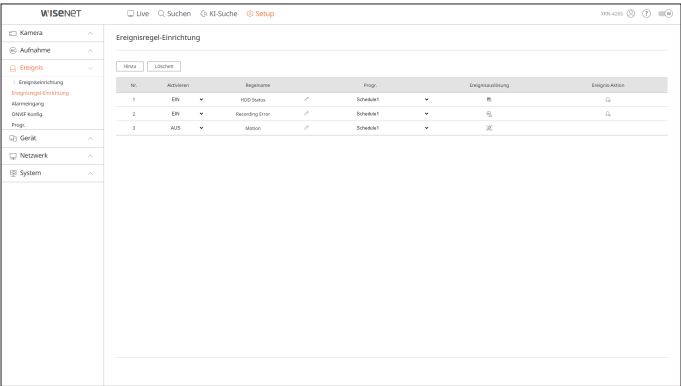 WISENET
Live Suchen KI-Suche Setup
Kamera
Aufnahme
Ereignis
Ereigniseinrichtung
Ereignisregel-Einrichtung
Alarmeingang
ONVIF-Konfig.
Progr.
Gerät
Netzwerk
System
Ereignisregel-Einrichtung
Hinzu Löschen
Nr. Aktivieren Regelname Progr. Ereignisauslösung Ereignis-Aktion
1 EIN HDD Status Schedule1
2 EIN Recording Error Schedule1
3 AUS Motion Schedule1